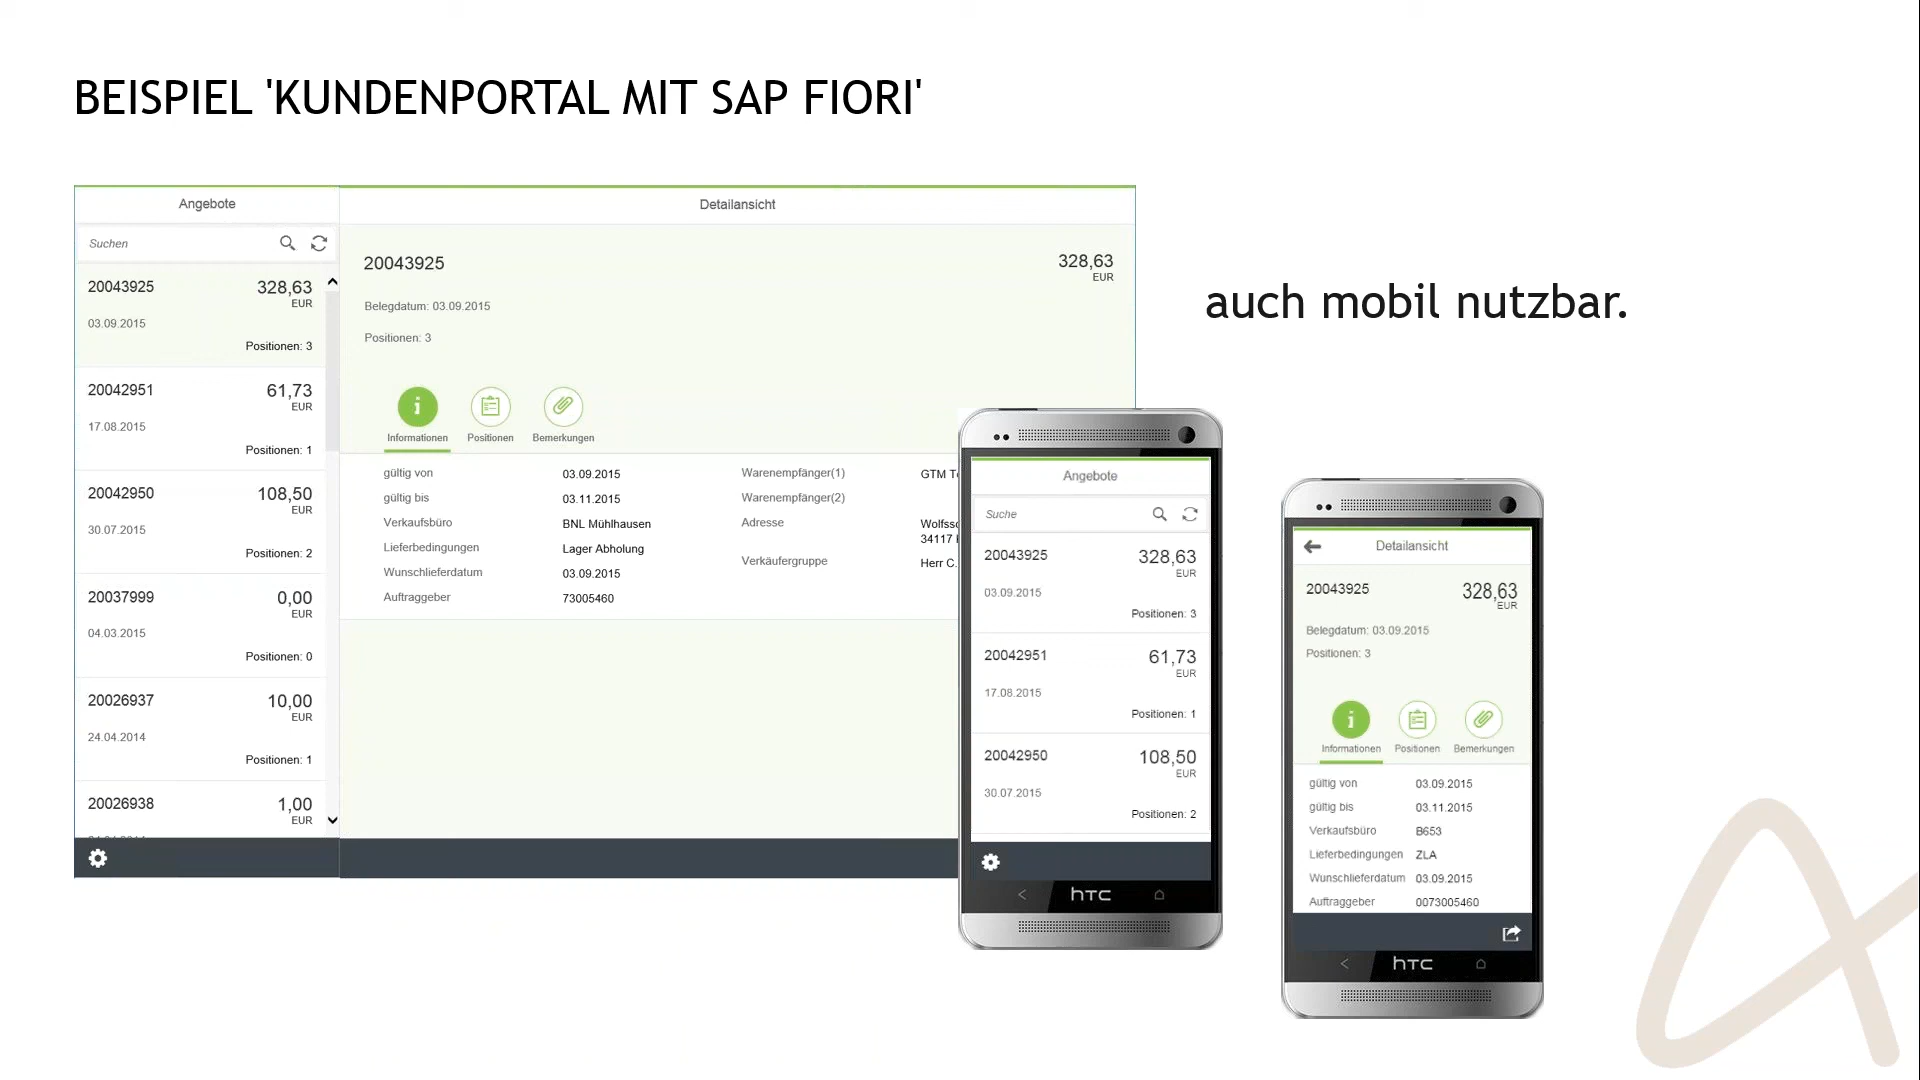 BEISPIEL 'KUNDENPORTAL MIT SAP FIORI'
auch mobil nutzbar.
Angebote
Suchen
20043925 328,63
EUR
03.09.2015
Positionen: 3
20042951 61,73
EUR
17.08.2015
Positionen: 1
20042950 108,50
EUR
30.07.2015
Positionen: 2
20037999 0,00
EUR
04.03.2015
Positionen: 0
20026937 10,00
EUR
24.04.2014
Positionen: 1
20026938 1,00
EUR
Detailansicht
20043925 328,63
EUR
Belegdatum: 03.09.2015
Positionen: 3
Informationen Positionen Bemerkungen
gültig von 03.09.2015 Warenempfänger(1) GTM
gültig bis 03.11.2015 Warenempfänger(2)
Verkaufsbüro BNL Mühlhausen Adresse Wolfss
Lieferbedingungen Lager Abholung 34117
Wunschlieferdatum 03.09.2015 Verkäufergruppe Herr C.
Auftraggeber 73005460
Angebote
Suche
20043925 328,63
EUR
03.09.2015
Positionen: 3
20042951 61,73
EUR
17.08.2015
Positionen: 1
20042950 108,50
EUR
30.07.2015
Positionen: 2
hTC
Detailansicht
20043925 328,63
EUR
Belegdatum: 03.09.2015
Positionen: 3
Informationen Positionen Bemerkungen
gültig von 03.09.2015
gültig bis 03.11.2015
Verkaufsbüro B653
Lieferbedingungen ZLA
Wunschlieferdatum 03.09.2015
Auftraggeber 0073005460
hTC